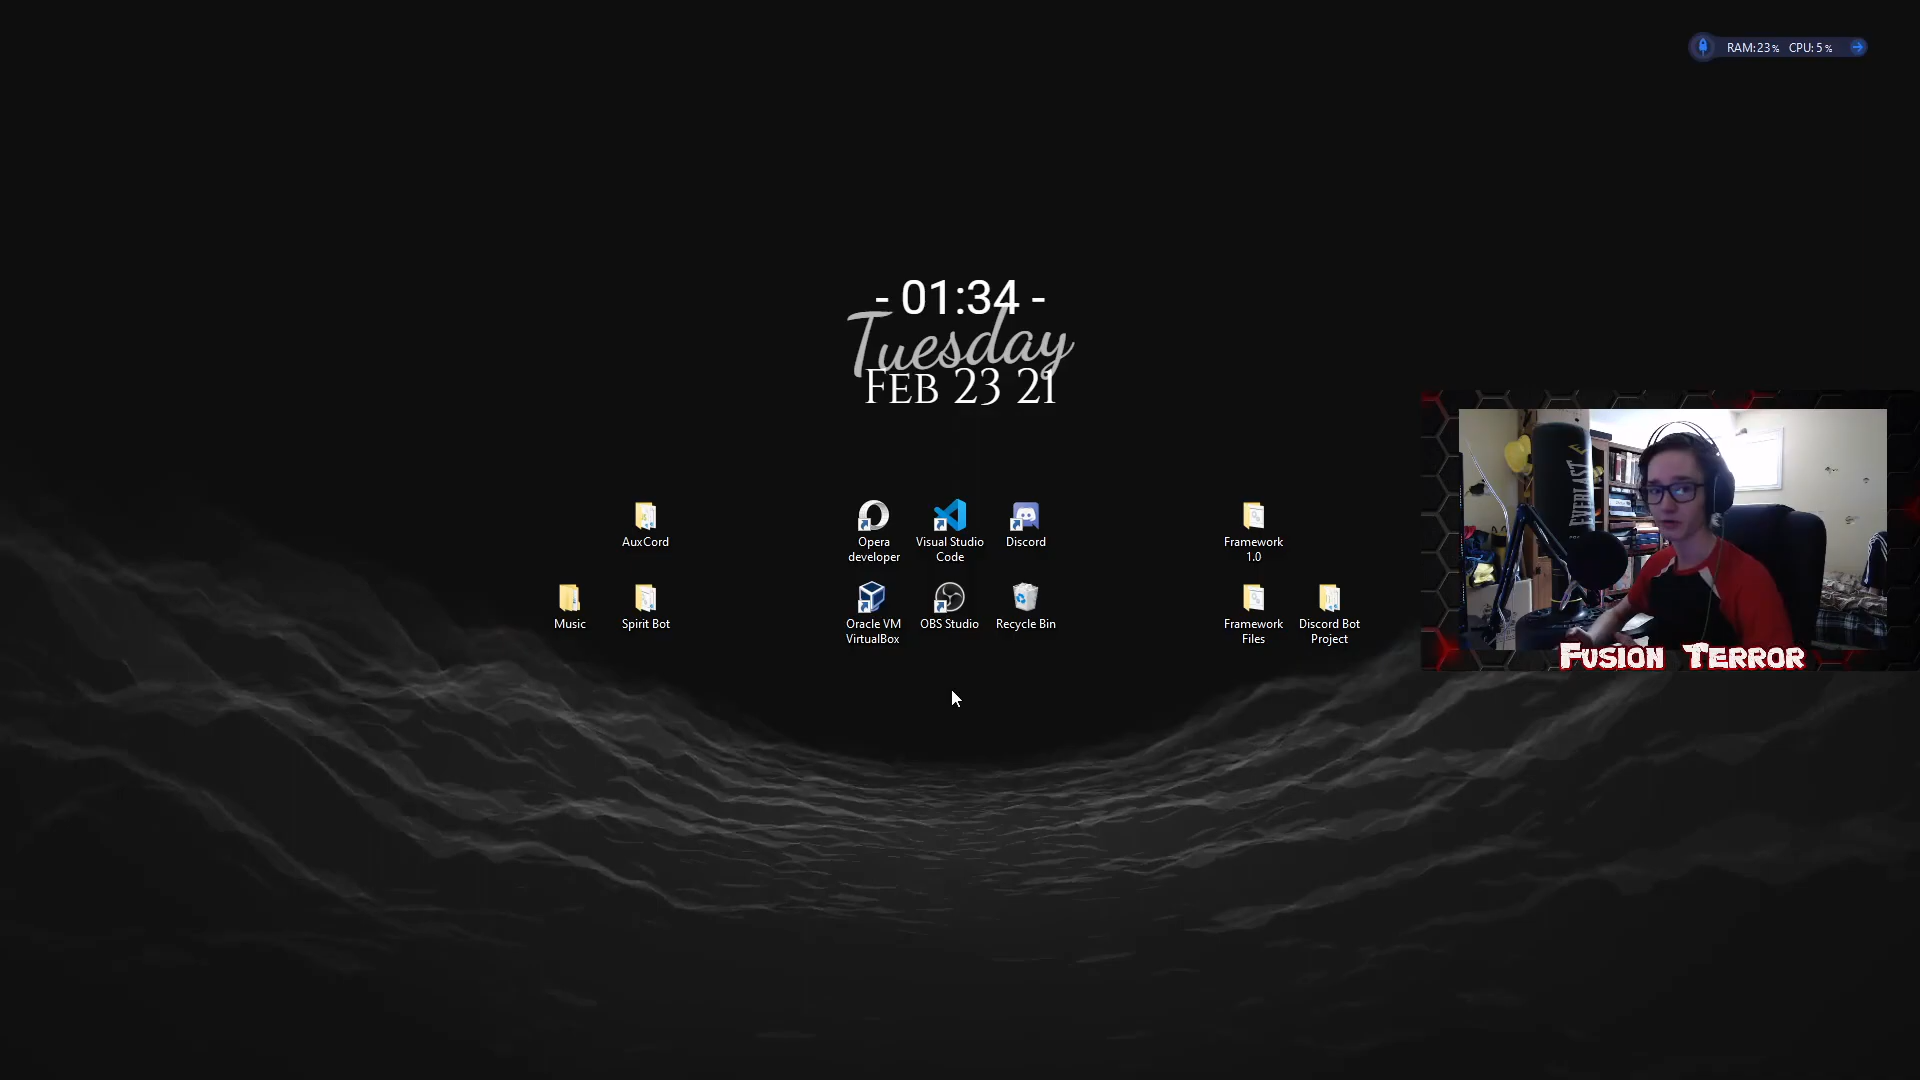 RAM: 23% CPU: 5%
- 01:34 -
Tuesday
FEB 23 21
AuxCord
Opera developer
Visual Studio Code
Discord
Framework 1.0
Music
Spirit Bot
Oracle VM VirtualBox
OBS Studio
Recycle Bin
Framework Files
Discord Bot Project
EVERLAST
FUSION TERROR